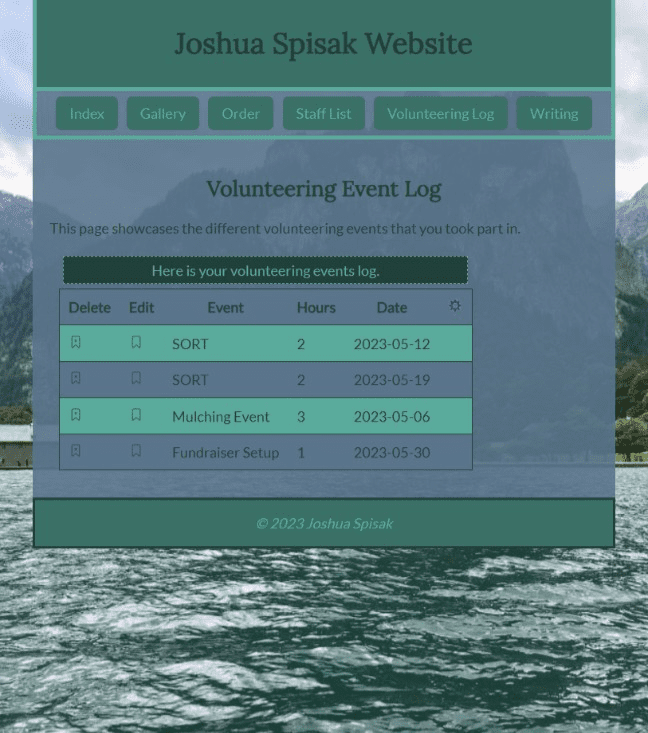 Joshua Spisak Website
Index Gallery Order Staff List Volunteering Log Writing
Volunteering Event Log
This page showcases the different volunteering events that you took part in.
Here is your volunteering events log.
Delete Edit Event Hours Date
SORT 2 2023-05-12
SORT 2 2023-05-19
Mulching Event 3 2023-05-06
Fundraiser Setup 1 2023-05-30
© 2023 Joshua Spisak